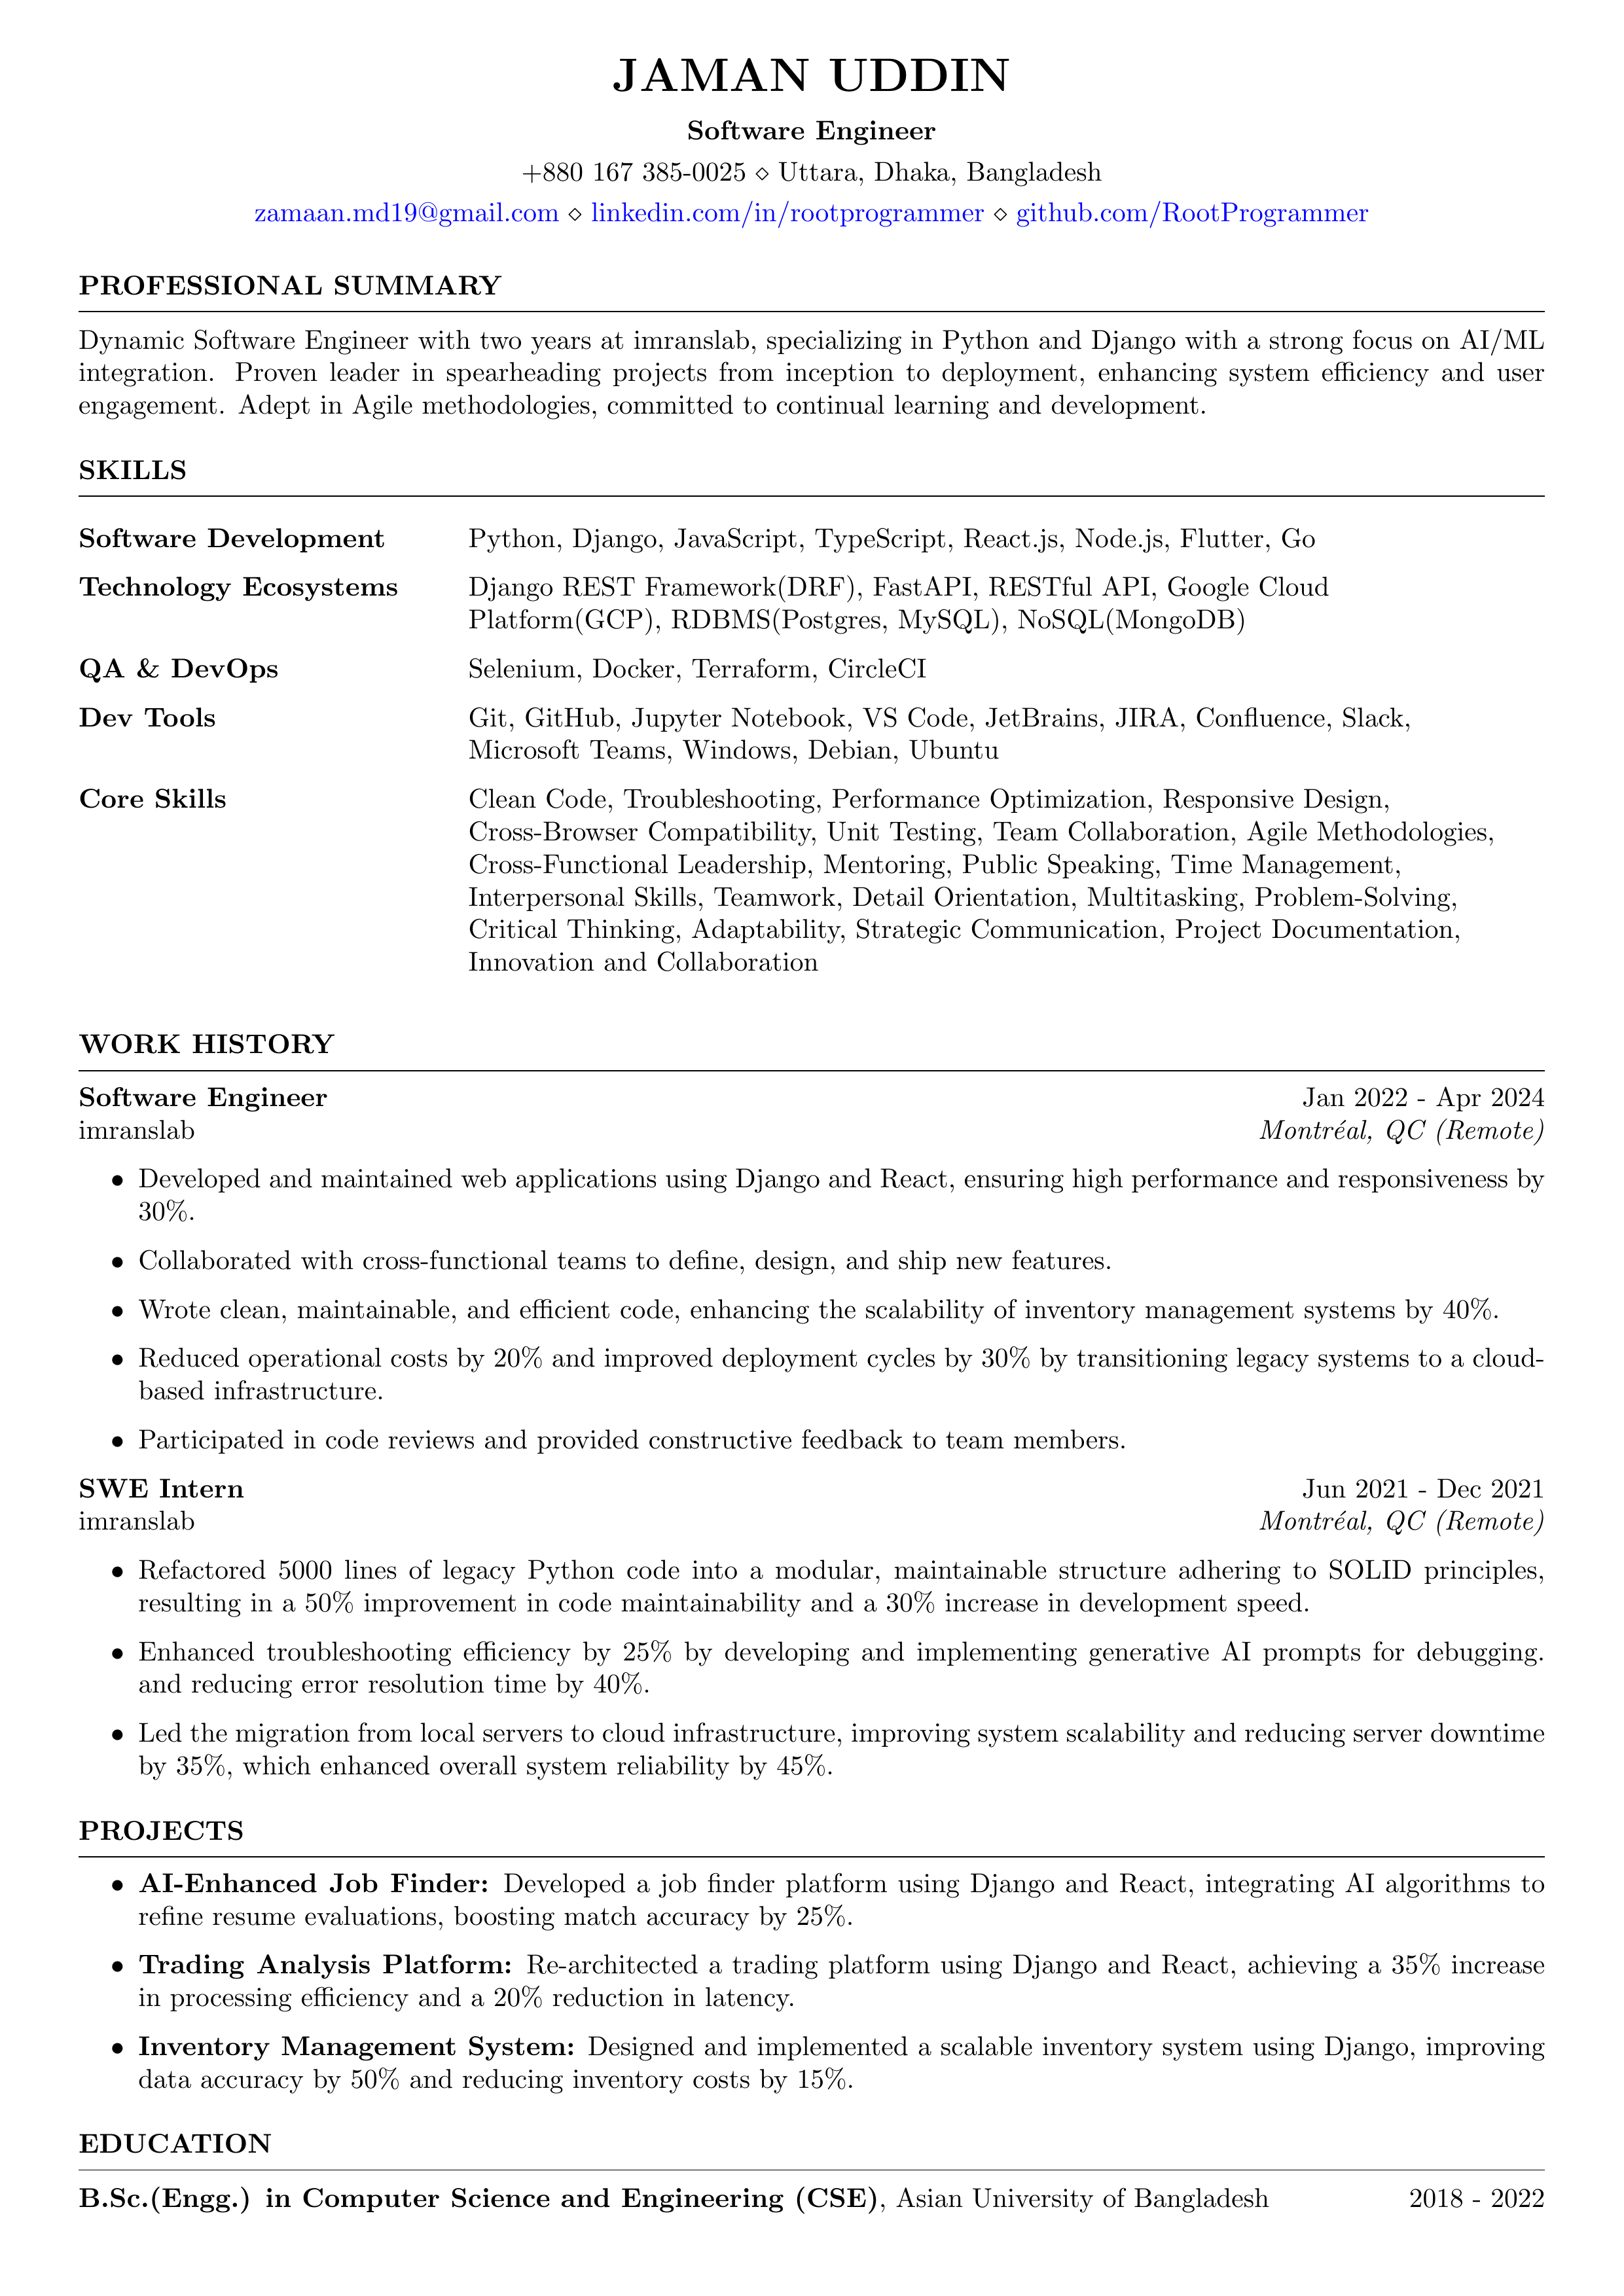 JAMAN UDDIN
Software Engineer
+880 167 385-0025 ⋄ Uttara, Dhaka, Bangladesh
zamaan.md19@gmail.com ⋄ linkedin.com/in/rootprogrammer ⋄ github.com/RootProgrammer
PROFESSIONAL SUMMARY
Dynamic Software Engineer with two years at imranslab, specializing in Python and Django with a strong focus on AI/ML
integration. Proven leader in spearheading projects from inception to deployment, enhancing system efficiency and user
engagement. Adept in Agile methodologies, committed to continual learning and development.
SKILLS
Software Development Python, Django, JavaScript, TypeScript, React.js, Node.js, Flutter, Go
Technology Ecosystems Django REST Framework(DRF), FastAPI, RESTful API, Google Cloud
Platform(GCP), RDBMS(Postgres, MySQL), NoSQL(MongoDB)
QA & DevOps Selenium, Docker, Terraform, CircleCI
Dev Tools Git, GitHub, Jupyter Notebook, VS Code, JetBrains, JIRA, Confluence, Slack,
Microsoft Teams, Windows, Debian, Ubuntu
Core Skills Clean Code, Troubleshooting, Performance Optimization, Responsive Design,
Cross-Browser Compatibility, Unit Testing, Team Collaboration, Agile Methodologies,
Cross-Functional Leadership, Mentoring, Public Speaking, Time Management,
Interpersonal Skills, Teamwork, Detail Orientation, Multitasking, Problem-Solving,
Critical Thinking, Adaptability, Strategic Communication, Project Documentation,
Innovation and Collaboration
WORK HISTORY
Software Engineer Jan 2022 - Apr 2024
imranslab Montréal, QC (Remote)
• Developed and maintained web applications using Django and React, ensuring high performance and responsiveness by
30%.
• Collaborated with cross-functional teams to define, design, and ship new features.
• Wrote clean, maintainable, and efficient code, enhancing the scalability of inventory management systems by 40%.
• Reduced operational costs by 20% and improved deployment cycles by 30% by transitioning legacy systems to a cloud-
based infrastructure.
• Participated in code reviews and provided constructive feedback to team members.
SWE Intern Jun 2021 - Dec 2021
imranslab Montréal, QC (Remote)
• Refactored 5000 lines of legacy Python code into a modular, maintainable structure adhering to SOLID principles,
resulting in a 50% improvement in code maintainability and a 30% increase in development speed.
• Enhanced troubleshooting efficiency by 25% by developing and implementing generative AI prompts for debugging.
and reducing error resolution time by 40%.
• Led the migration from local servers to cloud infrastructure, improving system scalability and reducing server downtime
by 35%, which enhanced overall system reliability by 45%.
PROJECTS
• AI-Enhanced Job Finder: Developed a job finder platform using Django and React, integrating AI algorithms to
refine resume evaluations, boosting match accuracy by 25%.
• Trading Analysis Platform: Re-architected a trading platform using Django and React, achieving a 35% increase
in processing efficiency and a 20% reduction in latency.
• Inventory Management System: Designed and implemented a scalable inventory system using Django, improving
data accuracy by 50% and reducing inventory costs by 15%.
EDUCATION
B.Sc.(Engg.) in Computer Science and Engineering (CSE), Asian University of Bangladesh 2018 - 2022